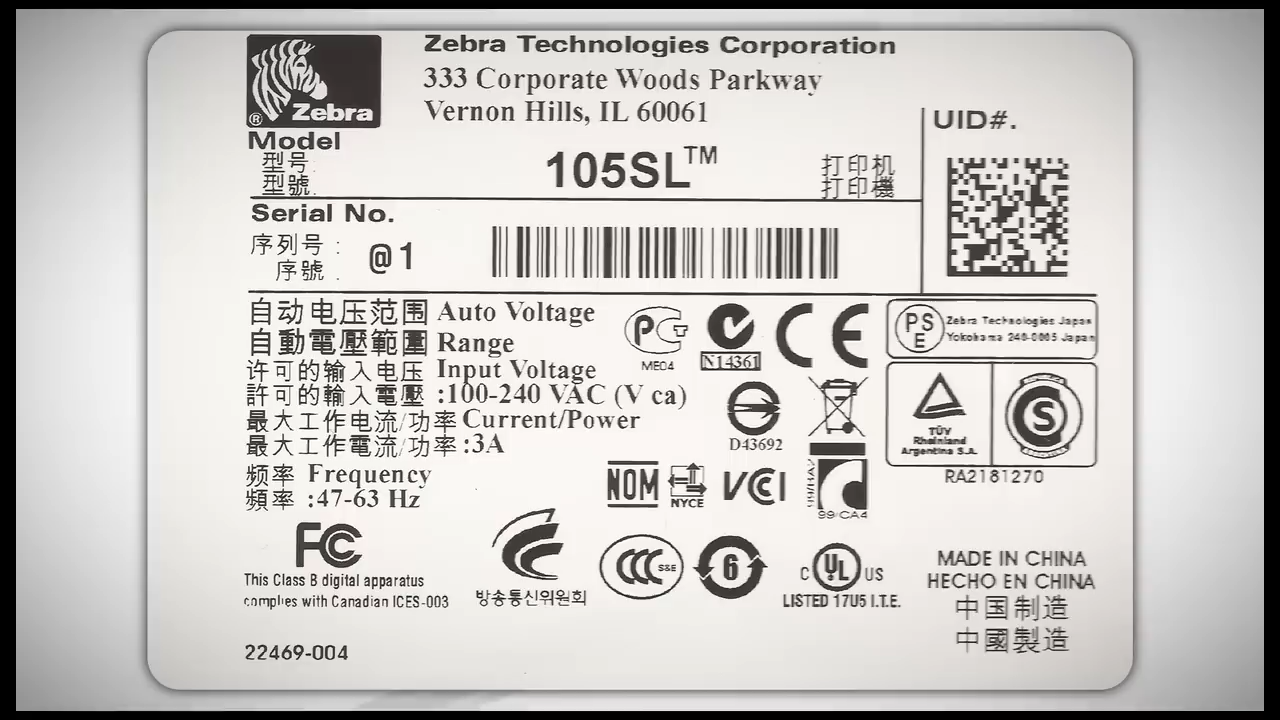 Zebra Technologies Corporation
333 Corporate Woods Parkway
Vernon Hills, IL 60061
® Zebra
Model
型号
型號
105SL™
打印机
打印機
UID#.
Serial No.
序列号 :
序號 :
@1
自动电压范围 Auto Voltage
自動電壓範圍 Range
许可的输入电压 Input Voltage
許可的輸入電壓 :100-240 VAC (V ca)
最大工作电流/功率 Current/Power
最大工作電流/功率 :3A
频率 Frequency
頻率 :47-63 Hz
PG
ME04
N14361
CE
PSE
Zebra Technologies Japan
Yokohama 240-0005 Japan
D43692
TÜV
Rheinland
Argentina S.A.
S
RA2181270
NOM
NYCE
VCCI
99/CA4
FC
This Class B digital apparatus
complies with Canadian ICES-003
방송통신위원회
CCC S&E
6
C UL US
LISTED 17U5 I.T.E.
MADE IN CHINA
HECHO EN CHINA
中国制造
中國製造
22469-004